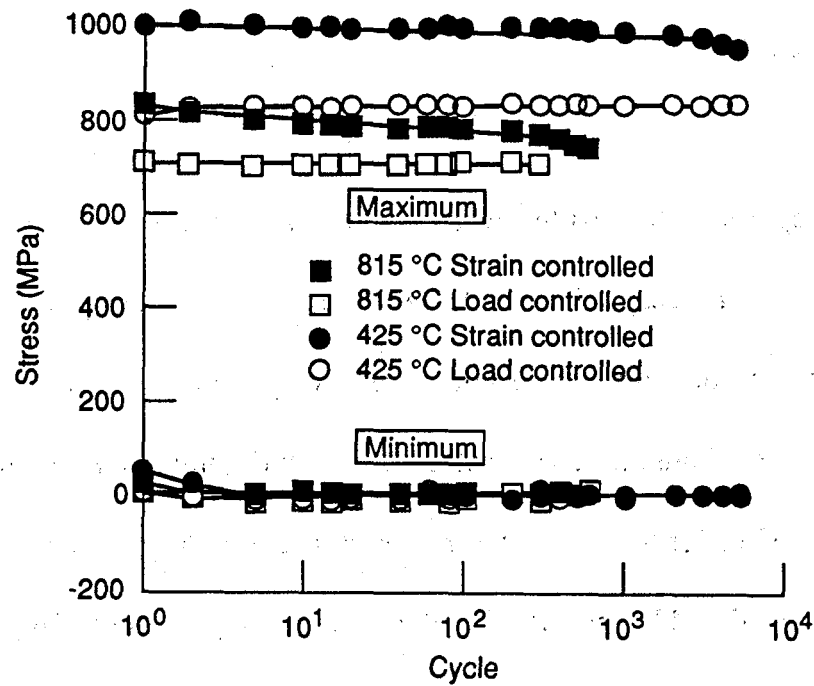 1000
800
600
400
200
0
-200
Stress (MPa)
Maximum
815 °C Strain controlled
815 °C Load controlled
425 °C Strain controlled
425 °C Load controlled
Minimum
10⁰
10¹
10²
10³
10⁴
Cycle